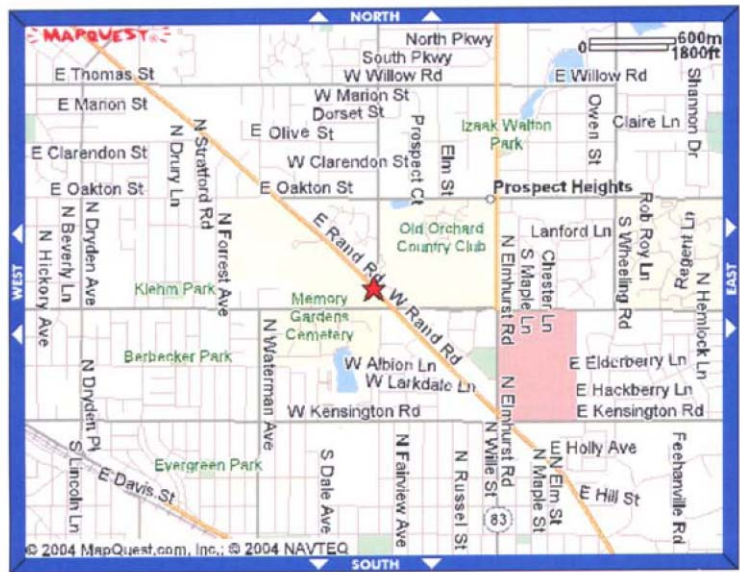 NORTH
MAPQUEST
600m
0
1800ft
North Pkwy
South Pkwy
E Thomas St
W Willow Rd
E Willow Rd
E Marion St
W Marion St
Dorset St
E Olive St
Prospect Ct
Elm St
Izaak Walton
Park
Owen St
Claire Ln
Shannon Dr
E Clarendon St
N Drury Ln
N Stratford Rd
W Clarendon St
E Oakton St
E Oakton St
Prospect Heights
N Hickory Ave
N Beverly Ln
N Dryden Ave
N Forrest Ave
E Rand Rd
Old Orchard
Country Club
Lanford Ln
S Wheeling Rd
Rob Roy Ln
Regent Ln
N Hemlock Ln
WEST
EAST
Klehm Park
Memory
Gardens
Cemetery
W Rand Rd
N Elmhurst Rd
S Maple Ln
Chester Ln
Berbecker Park
N Waterman Ave
W Albion Ln
W Larkdale Ln
E Elderberry Ln
E Hackberry Ln
W Kensington Rd
N Elmhurst Rd
E Kensington Rd
N Dryden Pl
S Lincoln Ln
E Davis St
Evergreen Park
S Dale Ave
N Fairview Ave
N Russel St
N Wille St
83
N Maple St
N Elm St
E Holly Ave
E Hill St
Feehanville Rd
© 2004 MapQuest.com, Inc.; © 2004 NAVTEQ
SOUTH